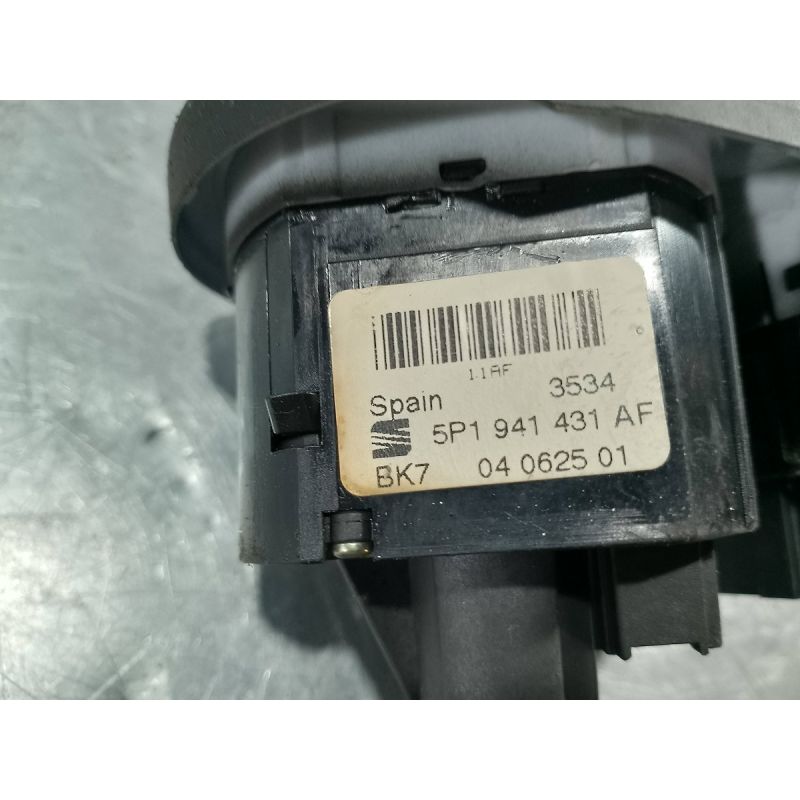 11AF
Spain 3534
5P1 941 431 AF
BK7 04 0625 01